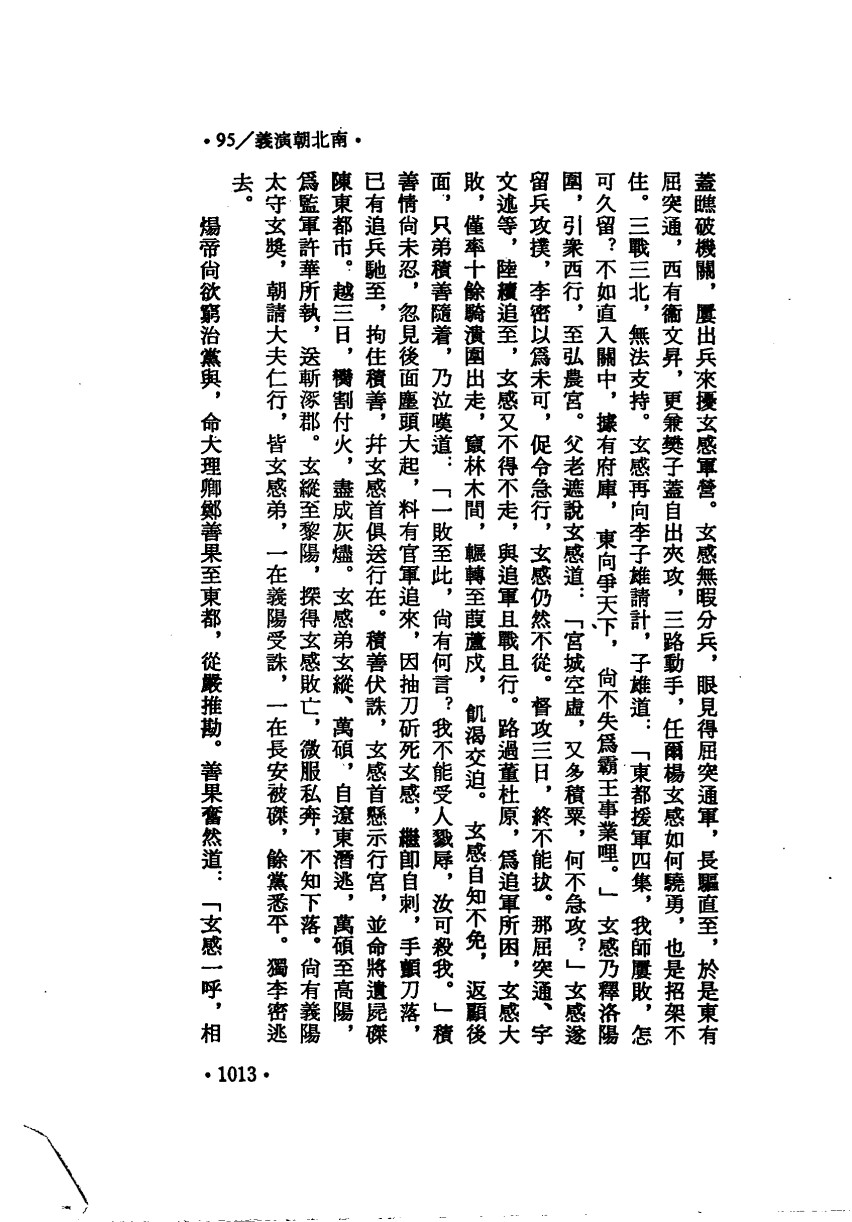 •95／義演朝北南•
蓋瞧破機關，屢出兵來擾玄感軍營。玄感無暇分兵，眼見得屈突通軍，長驅直至，於是東有
屈突通，西有衞文昇，更兼樊子蓋自出夾攻，三路動手，任爾楊玄感如何驍勇，也是招架不
住。三戰三北，無法支持。玄感再向李子雄請計，子雄道：「東都援軍四集，我師屢敗，怎
可久留？不如直入關中，據有府庫，東向爭天下，尙不失爲霸王事業哩。」玄感乃釋洛陽
圍，引衆西行，至弘農宮。父老遮說玄感道：「宮城空虛，又多積粟，何不急攻？」玄感遂
留兵攻撲，李密以爲未可，促令急行，玄感仍然不從。督攻三日，終不能拔。那屈突通、宇
文述等，陸續追至，玄感又不得不走，與追軍且戰且行。路過董杜原，爲追軍所困，玄感大
敗，僅率十餘騎潰圍出走，竄林木間，輾轉至葭蘆戍，飢渴交迫。玄感自知不免，返顧後
面，只弟積善隨着，乃泣嘆道：「一敗至此，尙有何言？我不能受人戮辱，汝可殺我。」積
善情尙未忍，忽見後面塵頭大起，料有官軍追來，因抽刀斫死玄感，繼卽自刺，手顫刀落，
已有追兵馳至，拘住積善，幷玄感首俱送行在。積善伏誅，玄感首懸示行宮，並命將遺屍磔
陳東都市。越三日，臠割付火，盡成灰燼。玄感弟玄縱、萬碩，自遼東潛逃，萬碩至高陽，
爲監軍許華所執，送斬涿郡。玄縱至黎陽，探得玄感敗亡，微服私奔，不知下落。尙有義陽
太守玄獎，朝請大夫仁行，皆玄感弟，一在義陽受誅，一在長安被磔，餘黨悉平。獨李密逃
去。
煬帝尙欲窮治黨與，命大理卿鄭善果至東都，從嚴推勘。善果奮然道：「玄感一呼，相
•1013•